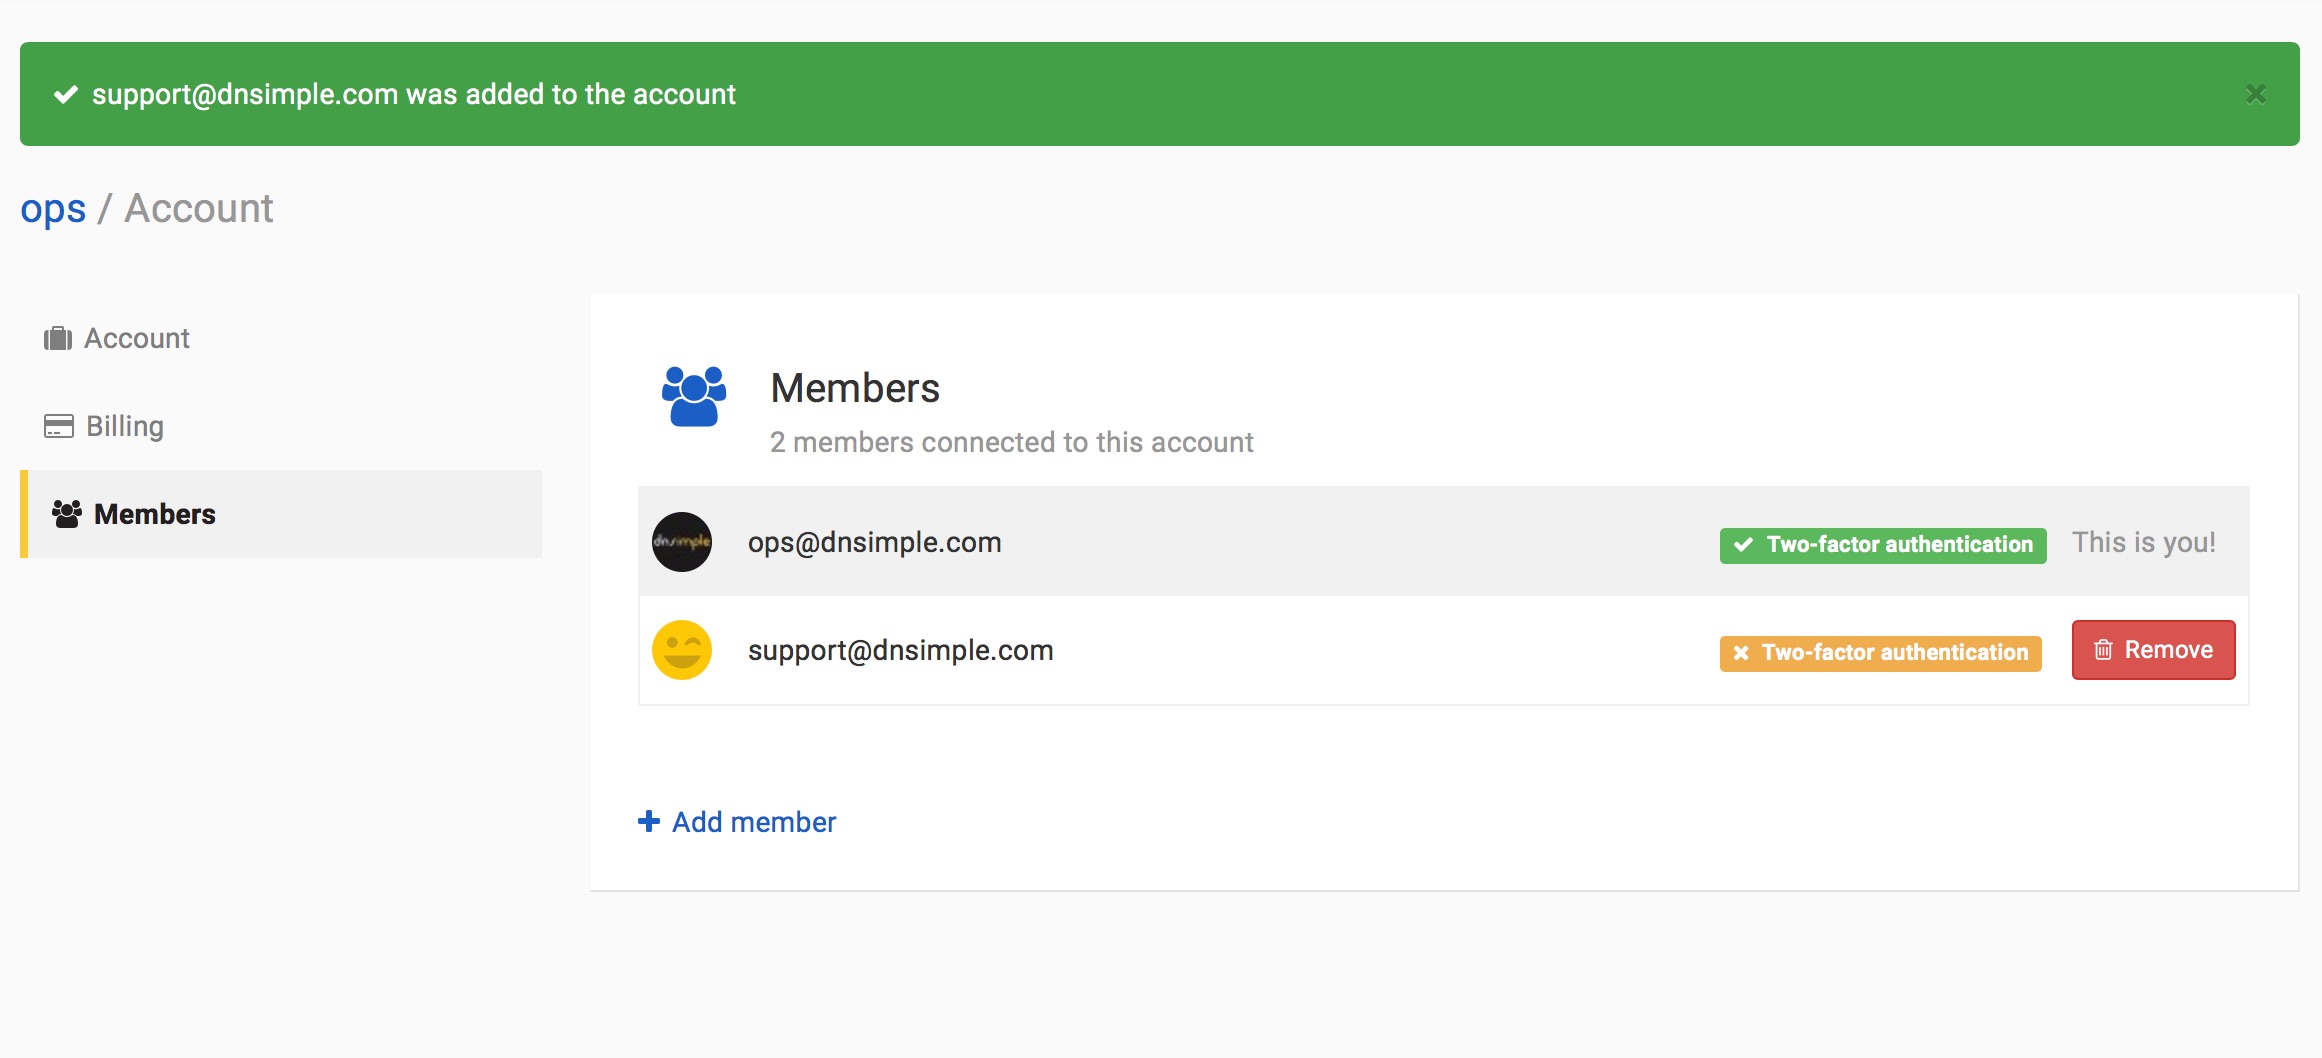 support@dnsimple.com was added to the account
ops / Account
Account
Billing
Members
Members
2 members connected to this account
dnsimple
ops@dnsimple.com
Two-factor authentication
This is you!
support@dnsimple.com
Two-factor authentication
Remove
Add member